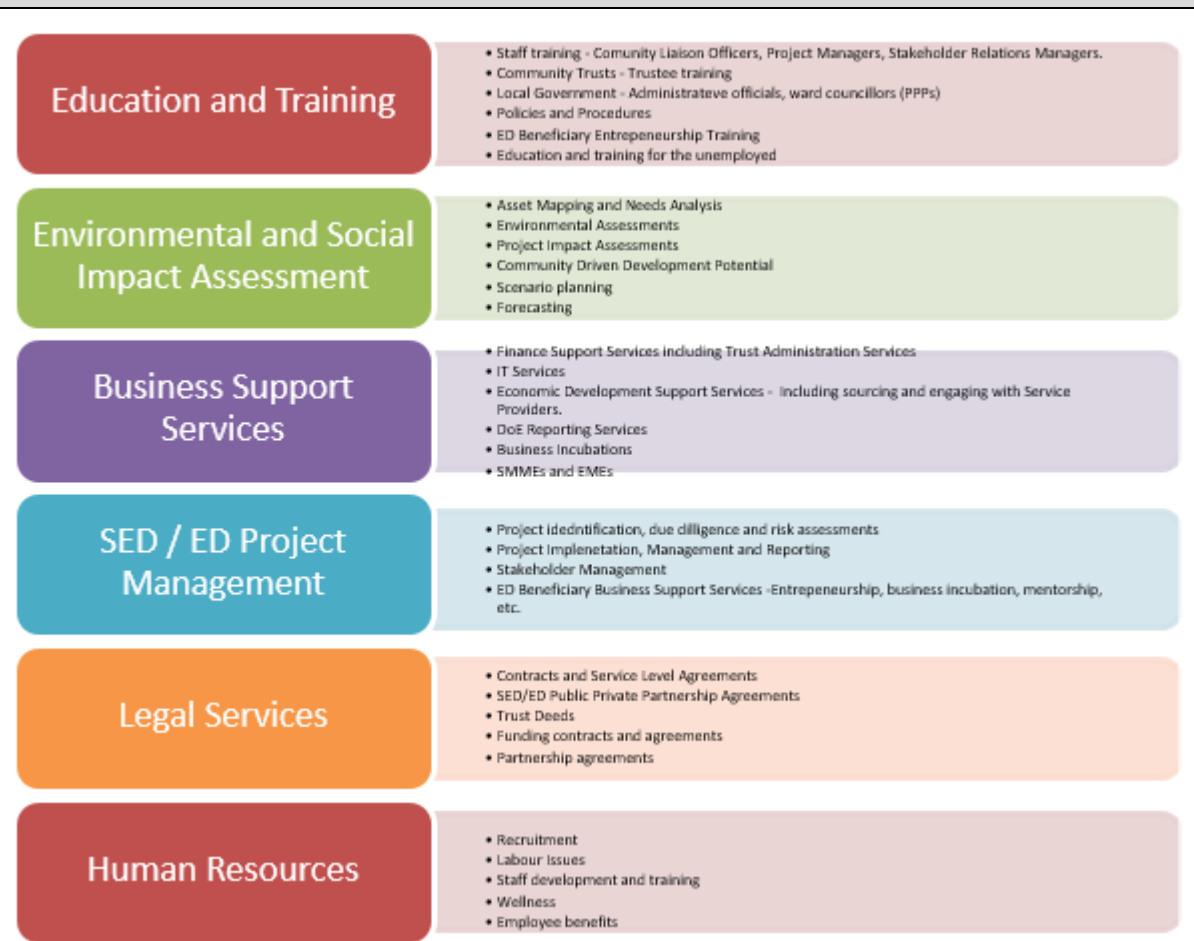 Education and Training
• Staff training - Comunity Liaison Officers, Project Managers, Stakeholder Relations Managers.
• Community Trusts - Trustee training
• Local Government - Administrateve officials, ward councillors (PPPs)
• Policies and Procedures
• ED Beneficiary Entrepeneurship Training
• Education and training for the unemployed
Environmental and Social
Impact Assessment
• Asset Mapping and Needs Analysis
• Environmental Assessments
• Project Impact Assessments
• Community Driven Development Potential
• Scenario planning
• Forecasting
Business Support
Services
• Finance Support Services including Trust Administration Services
• IT Services
• Economic Development Support Services - Including sourcing and engaging with Service
Providers.
• DoE Reporting Services
• Business Incubations
• SMMEs and EMEs
SED / ED Project
Management
• Project idedntification, due dilligence and risk assessments
• Project Implenetation, Management and Reporting
• Stakeholder Management
• ED Beneficiary Business Support Services -Entrepeneurship, business incubation, mentorship,
etc.
Legal Services
• Contracts and Service Level Agreements
• SED/ED Public Private Partnership Agreements
• Trust Deeds
• Funding contracts and agreements
• Partnership agreements
Human Resources
• Recruitment
• Labour Issues
• Staff development and training
• Wellness
• Employee benefits